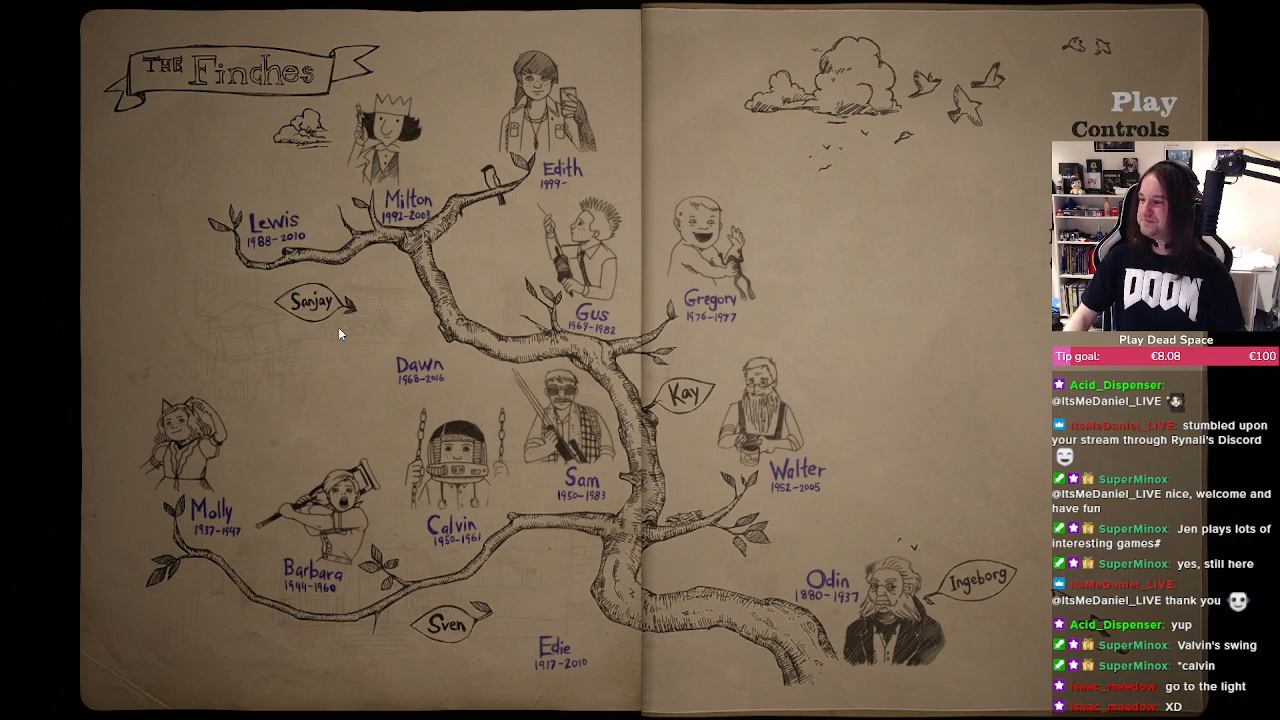 THE Finches
Edith
1999-
Milton
1992-2003
Lewis
1988-2010
Sanjay
Gus
1969-1982
Gregory
1976-1977
Dawn
1968-2016
Kay
Sam
1950-1983
Walter
1952-2005
Molly
1937-1947
Calvin
1950-1961
Barbara
1944-1960
Sven
Edie
1917-2010
Odin
1880-1937
Ingeborg
Play
Controls
DOOM
Play Dead Space
Tip goal: €8.08 €100
Acid_Dispenser:
@ItsMeDaniel_LIVE
ItsMeDaniel_LIVE: stumbled upon
your stream through Rynali's Discord
SuperMinox:
@ItsMeDaniel_LIVE nice, welcome and
have fun
SuperMinox: Jen plays lots of
interesting games#
SuperMinox: yes, still here
ItsMeDaniel_LIVE:
@ItsMeDaniel_LIVE thank you
Acid_Dispenser: yup
SuperMinox: Valvin's swing
SuperMinox: *calvin
isaac_maedow: go to the light
isaac_maedow: XD